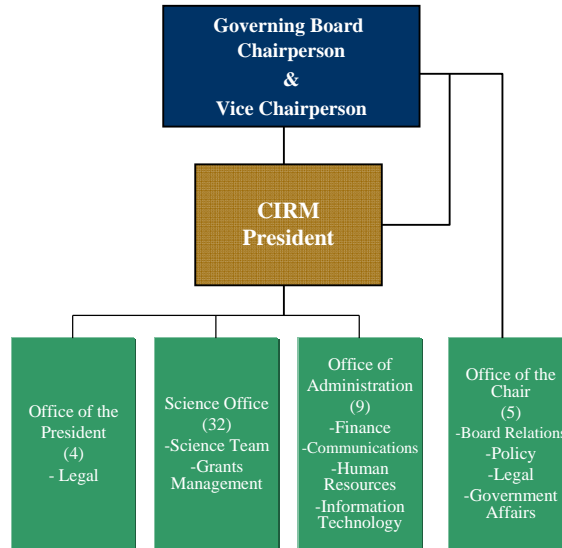 Governing Board
Chairperson
&
Vice Chairperson
CIRM
President
Office of the
President
(4)
- Legal
Science Office
(32)
-Science Team
-Grants
Management
Office of
Administration
(9)
-Finance
-Communications
-Human
Resources
-Information
Technology
Office of the
Chair
(5)
-Board Relations
-Policy
-Legal
-Government
Affairs